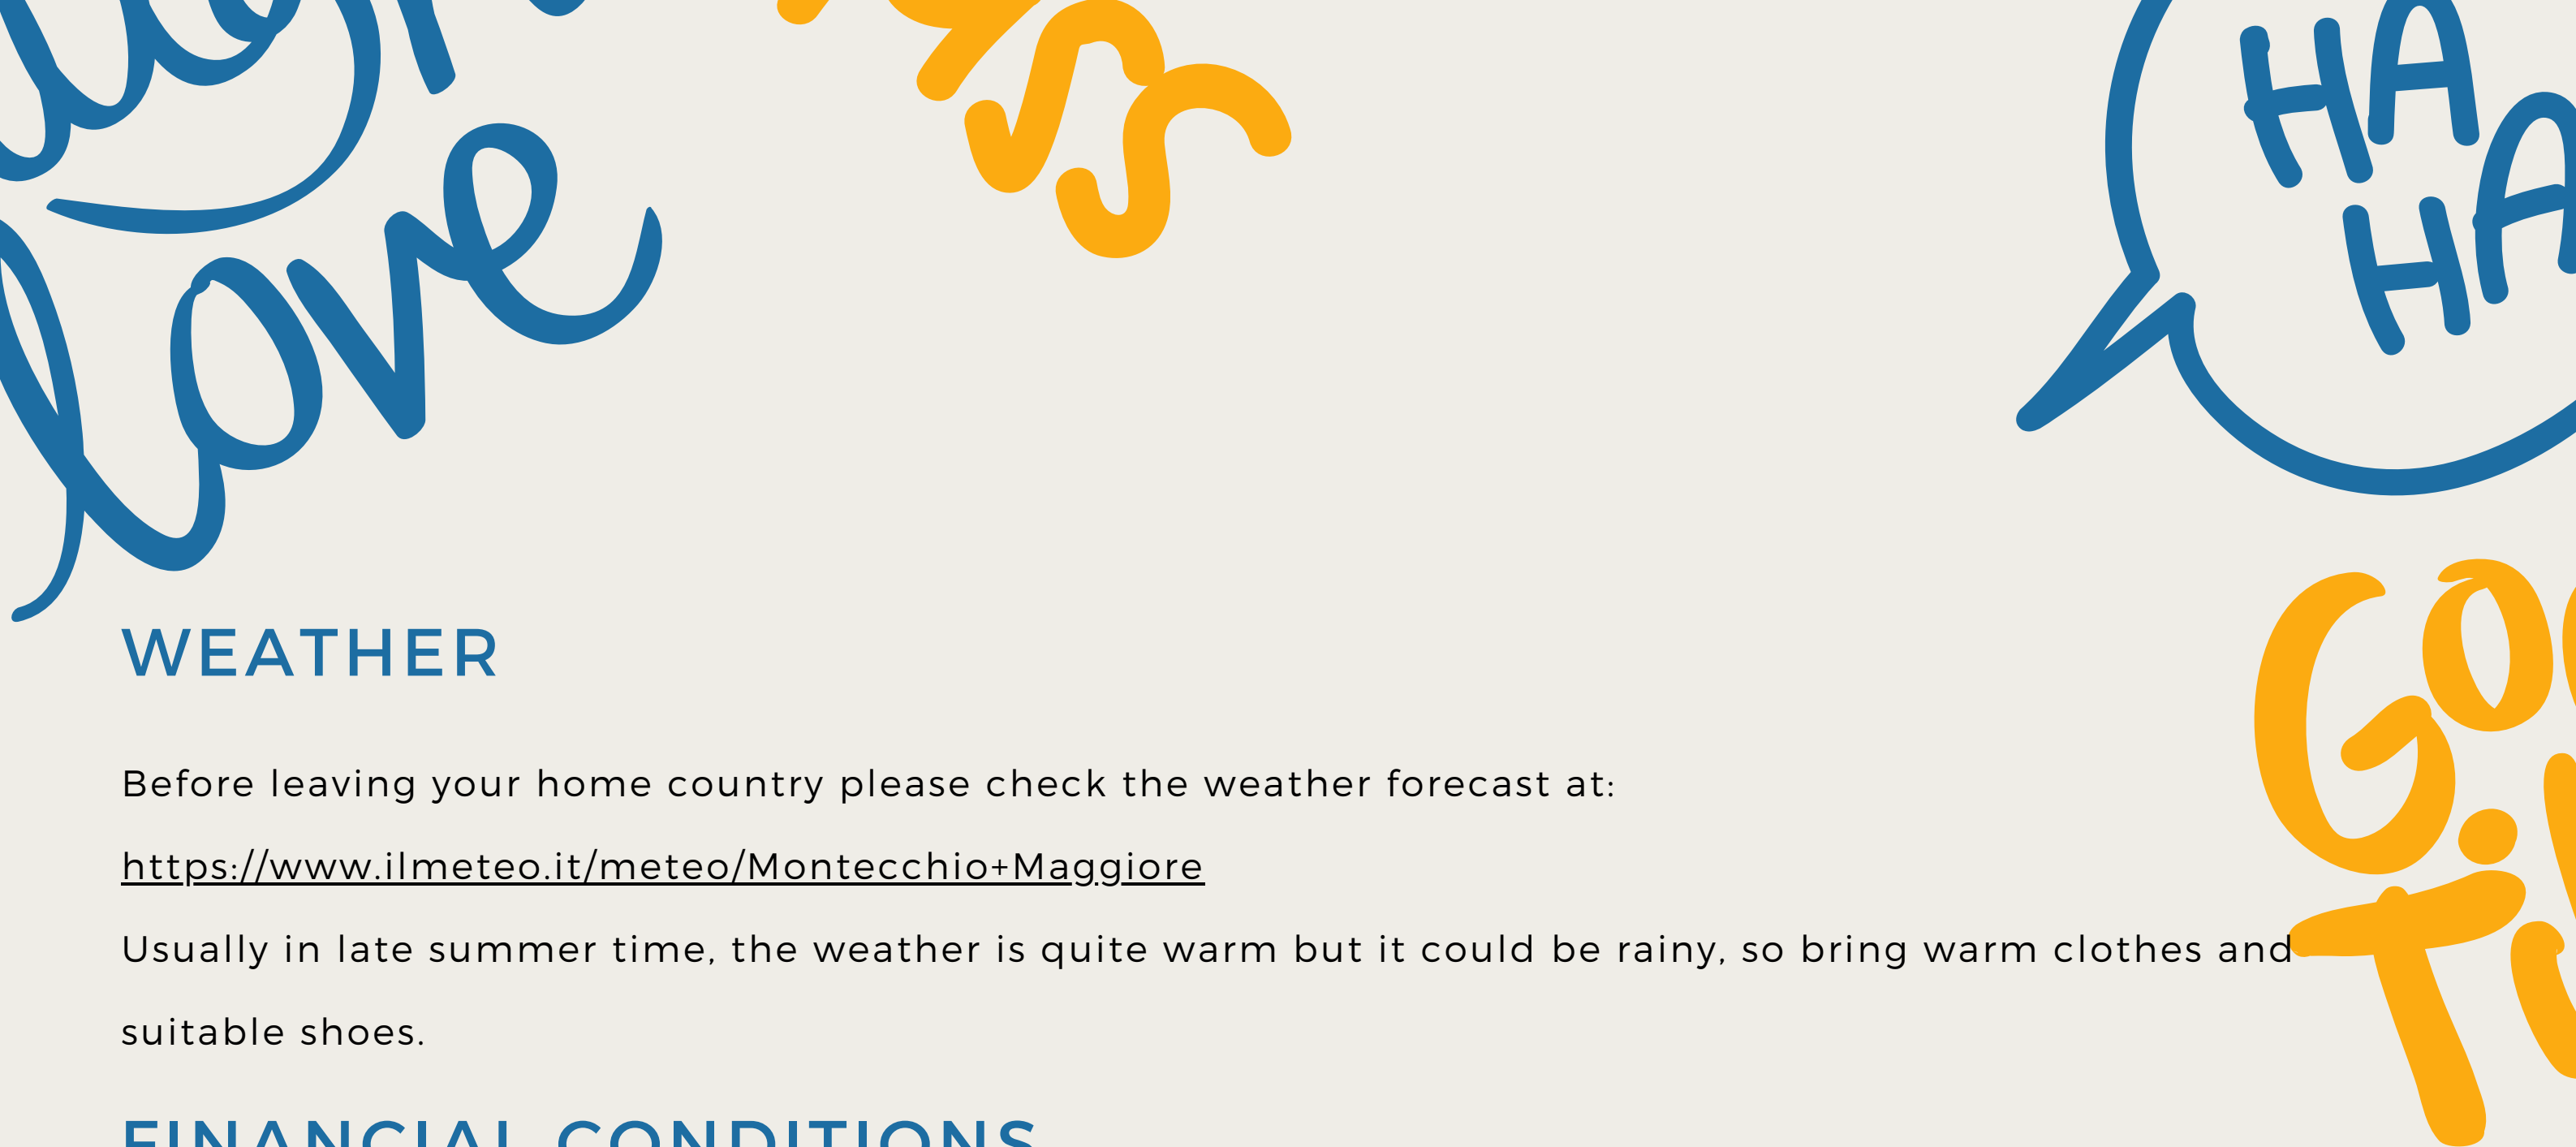 love
HA
HA
WEATHER
Before leaving your home country please check the weather forecast at:
https://www.ilmeteo.it/meteo/Montecchio+Maggiore
Usually in late summer time, the weather is quite warm but it could be rainy, so bring warm clothes and
suitable shoes.
FINANCIAL CONDITIONS